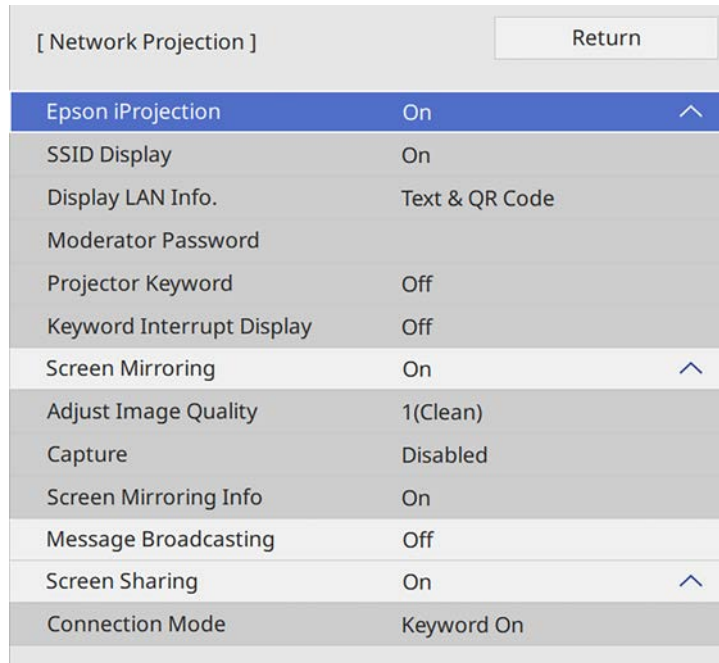 [ Network Projection ] Return
Epson iProjection On
SSID Display On
Display LAN Info. Text & QR Code
Moderator Password
Projector Keyword Off
Keyword Interrupt Display Off
Screen Mirroring On
Adjust Image Quality 1(Clean)
Capture Disabled
Screen Mirroring Info On
Message Broadcasting Off
Screen Sharing On
Connection Mode Keyword On